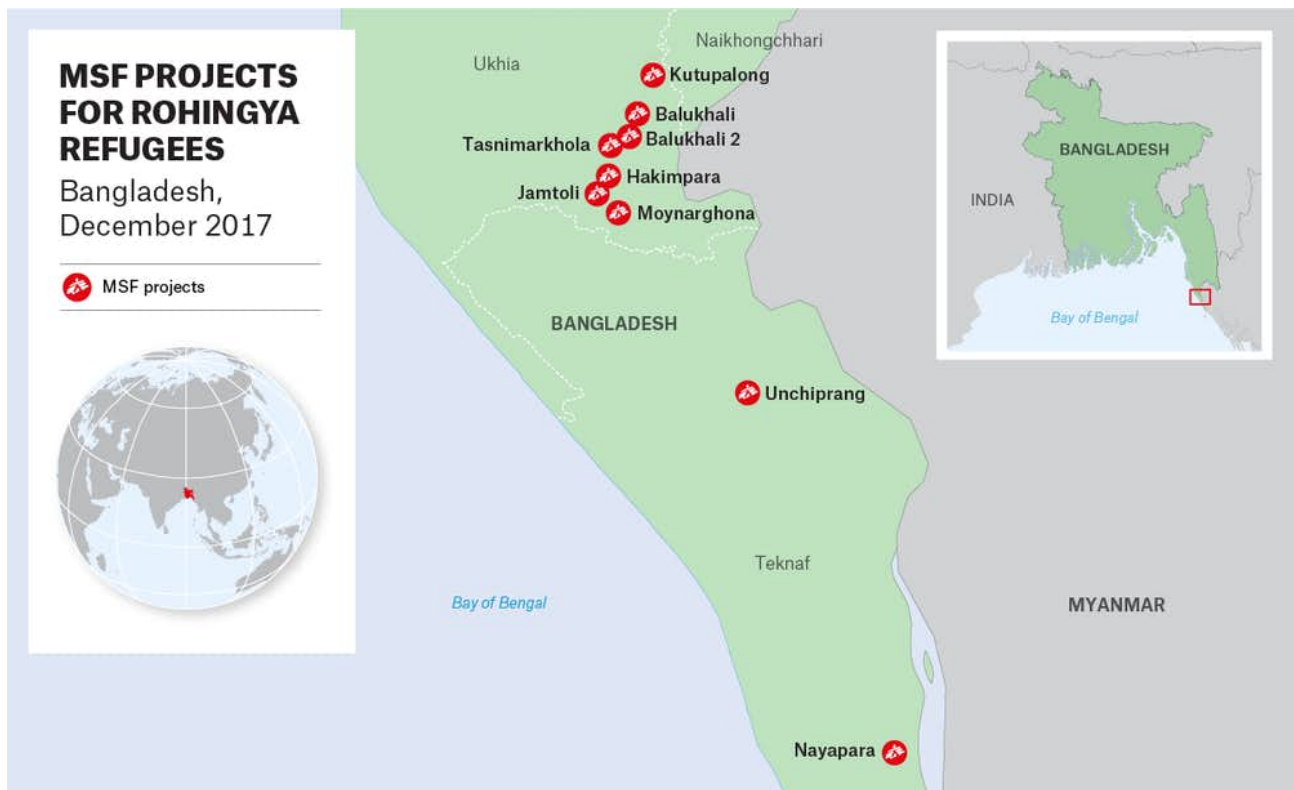 MSF PROJECTS
FOR ROHINGYA
REFUGEES
Bangladesh,
December 2017
MSF projects
Ukhia
Naikhongchhari
Kutupalong
Balukhali
Balukhali 2
Tasnimarkhola
Hakimpara
Jamtoli
Moynarghona
BANGLADESH
Unchiprang
Teknaf
Bay of Bengal
MYANMAR
Nayapara
BANGLADESH
INDIA
Bay of Bengal